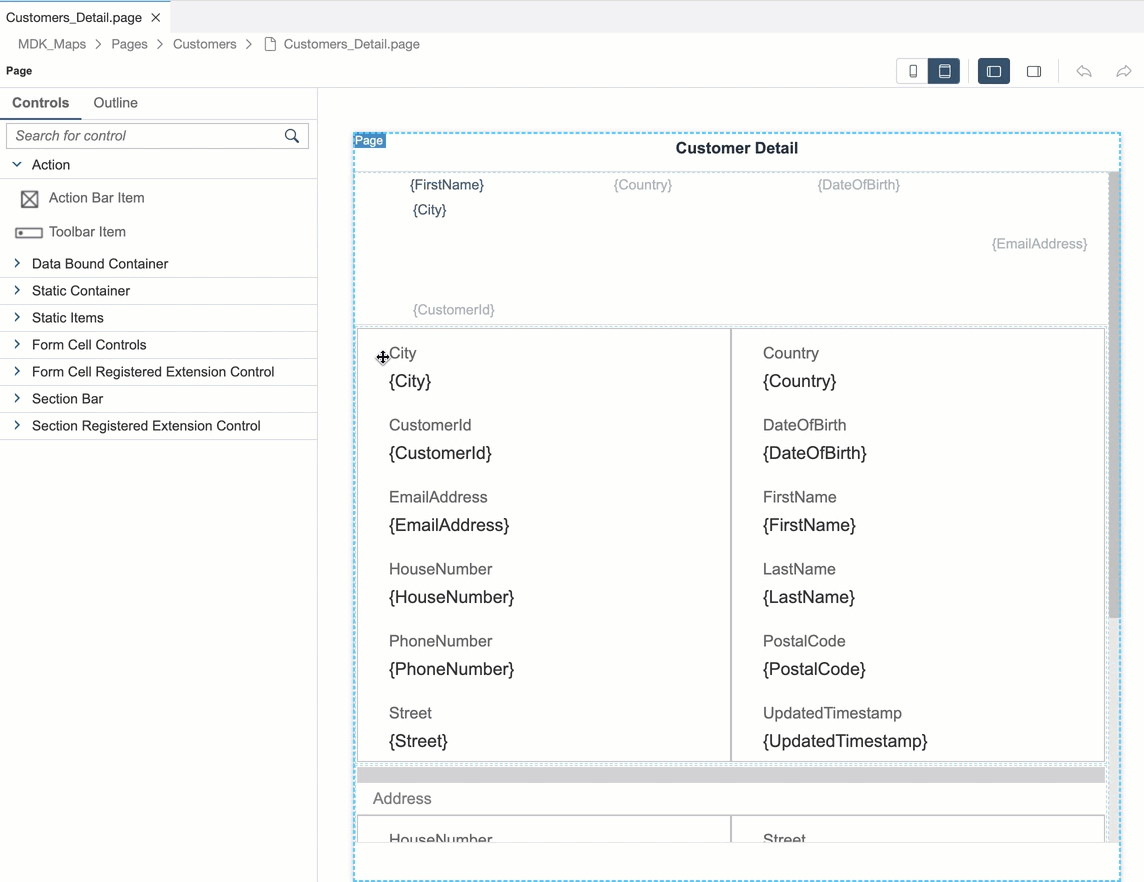 Customers_Detail.page
MDK_Maps > Pages > Customers > Customers_Detail.page
Page
Controls Outline
Search for control
Action
Action Bar Item
Toolbar Item
Data Bound Container
Static Container
Static Items
Form Cell Controls
Form Cell Registered Extension Control
Section Bar
Section Registered Extension Control
Page
Customer Detail
{FirstName} {Country} {DateOfBirth}
{City}
{EmailAddress}
{CustomerId}
City Country
{City} {Country}
CustomerId DateOfBirth
{CustomerId} {DateOfBirth}
EmailAddress FirstName
{EmailAddress} {FirstName}
HouseNumber LastName
{HouseNumber} {LastName}
PhoneNumber PostalCode
{PhoneNumber} {PostalCode}
Street UpdatedTimestamp
{Street} {UpdatedTimestamp}
Address
HouseNumber Street